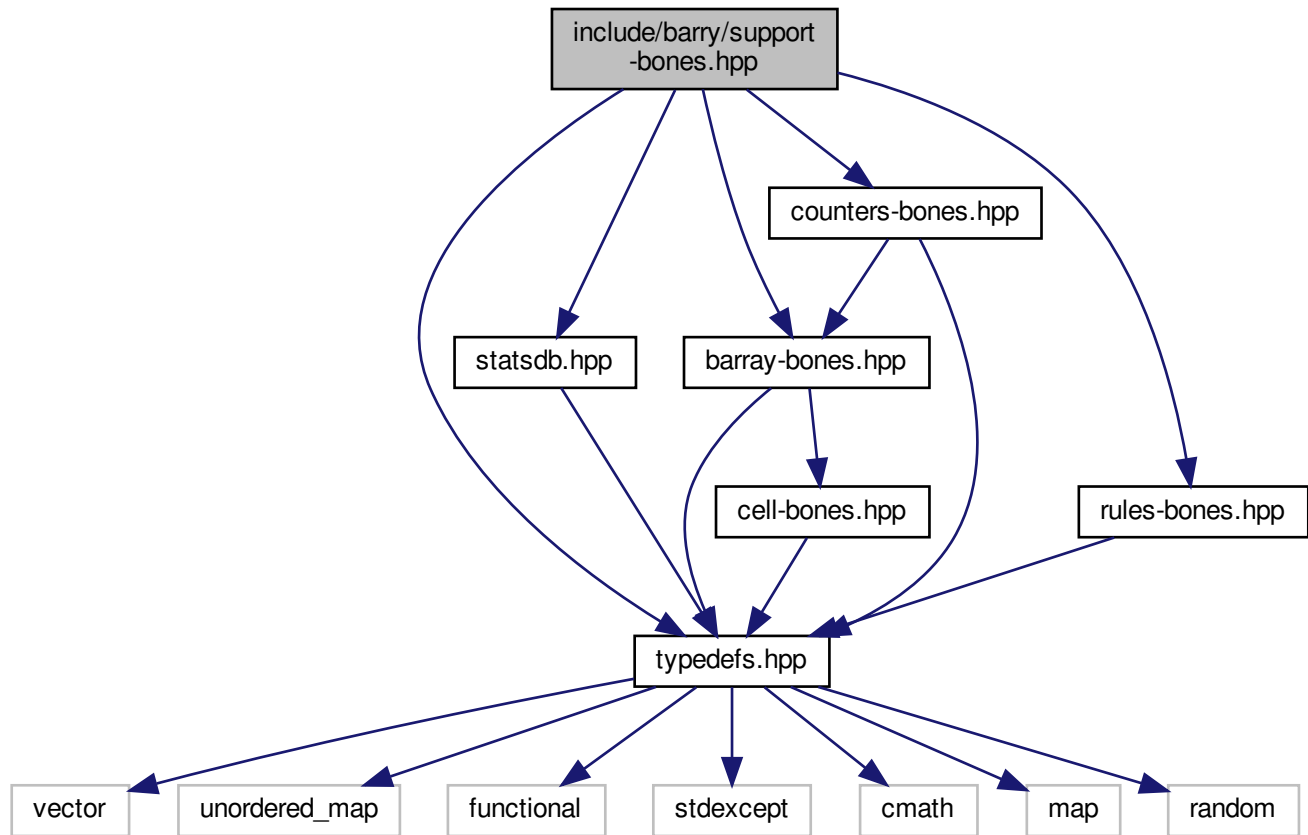 include/barry/support
-bones.hpp
counters-bones.hpp
statsdb.hpp
barray-bones.hpp
cell-bones.hpp
rules-bones.hpp
typedefs.hpp
vector
unordered_map
functional
stdexcept
cmath
map
random